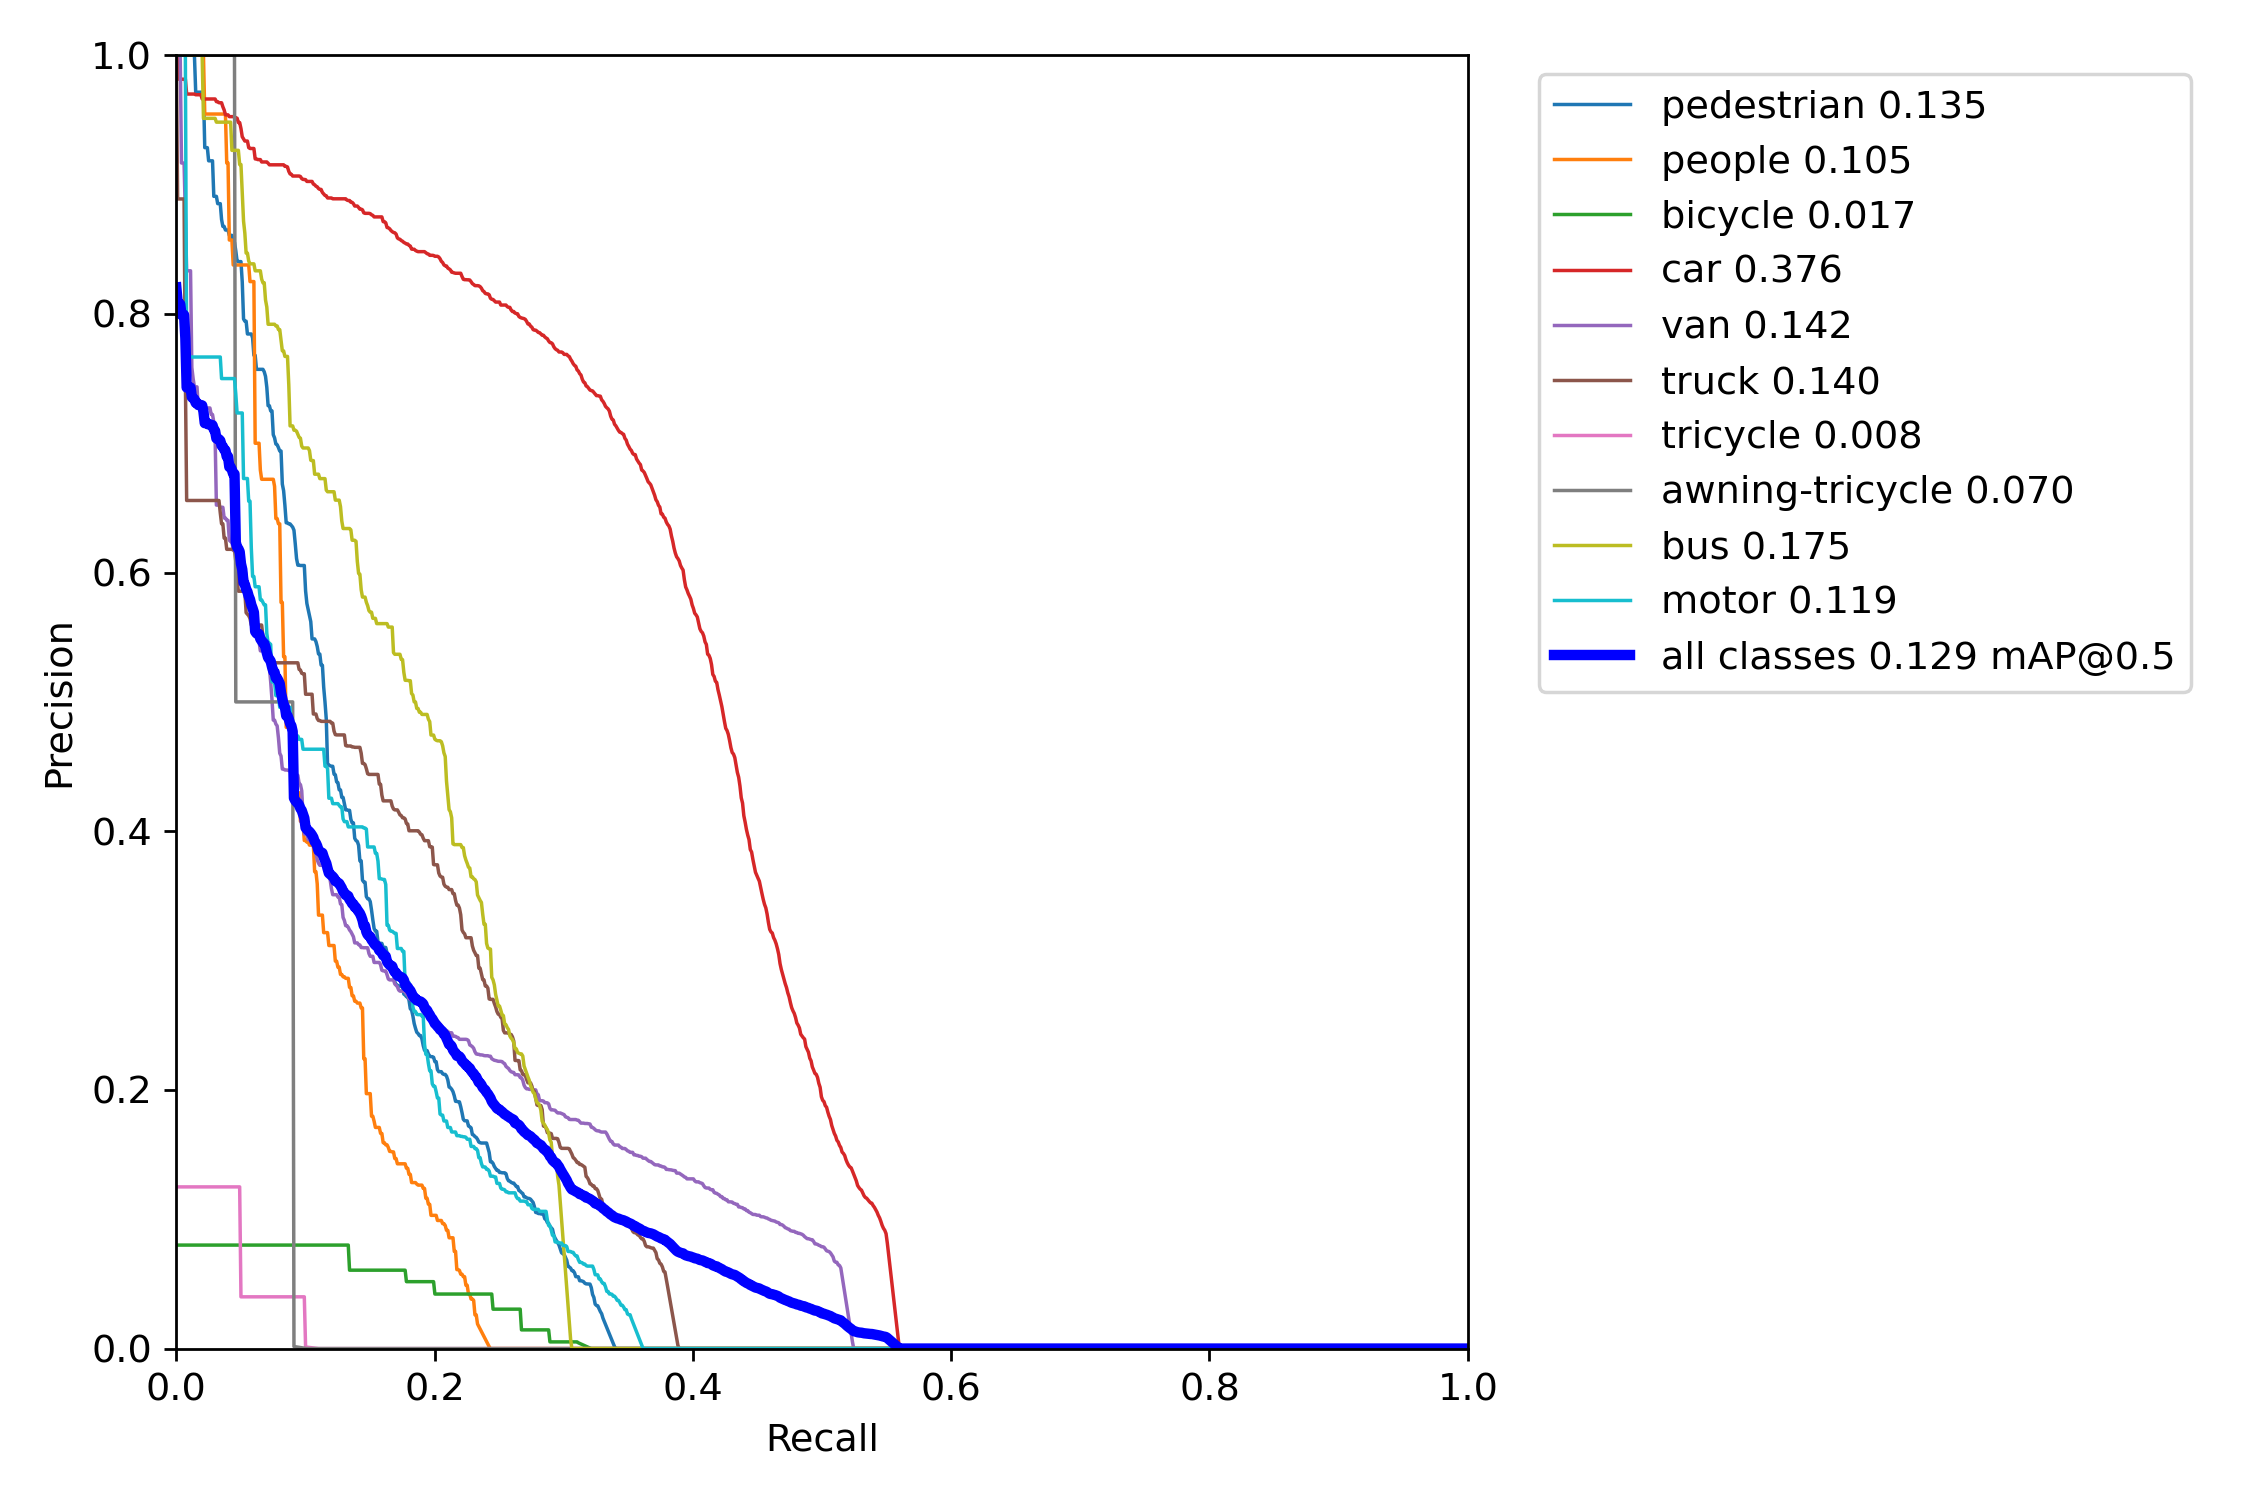 1.0
0.8
0.6
0.4
0.2
0.0
Precision
0.0 0.2 0.4 0.6 0.8 1.0
Recall
pedestrian 0.135
people 0.105
bicycle 0.017
car 0.376
van 0.142
truck 0.140
tricycle 0.008
awning-tricycle 0.070
bus 0.175
motor 0.119
all classes 0.129 mAP@0.5